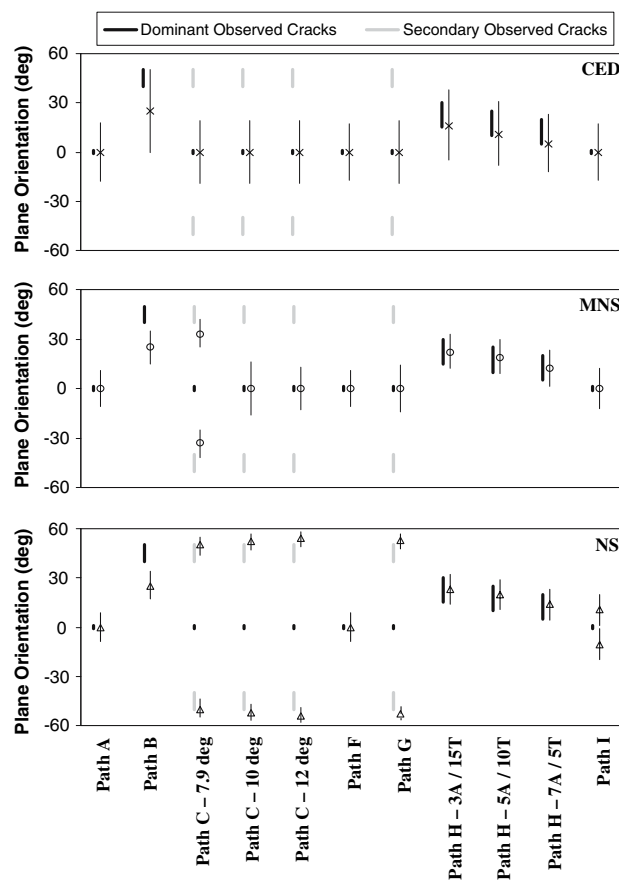 Dominant Observed Cracks Secondary Observed Cracks
Plane Orientation (deg)
60
30
0
-30
-60
CED
Plane Orientation (deg)
60
30
0
-30
-60
MNS
Plane Orientation (deg)
60
30
0
-30
-60
NS
Path A
Path B
Path C – 7.9 deg
Path C – 10 deg
Path C – 12 deg
Path F
Path G
Path H – 3A / 15T
Path H – 5A / 10T
Path H – 7A / 5T
Path I